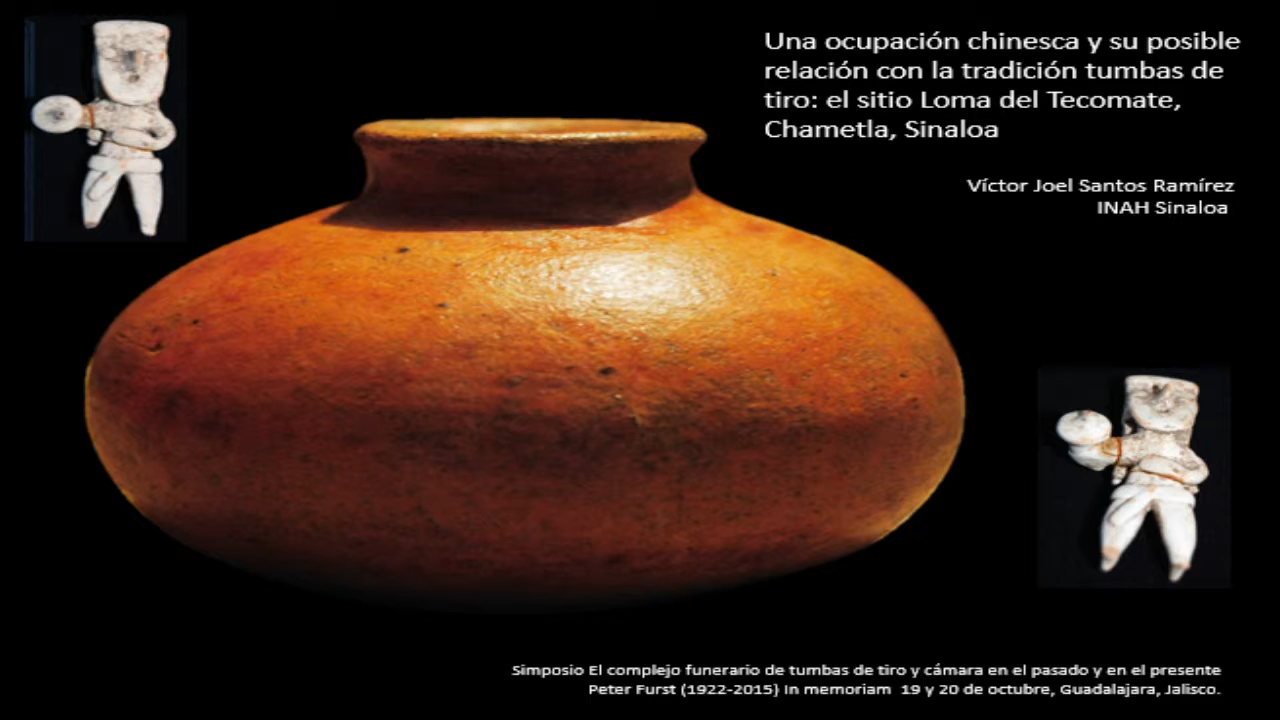 Una ocupación chinesca y su posible
relación con la tradición tumbas de
tiro: el sitio Loma del Tecomate,
Chametla, Sinaloa
Víctor Joel Santos Ramírez
INAH Sinaloa
Simposio El complejo funerario de tumbas de tiro y cámara en el pasado y en el presente
Peter Furst (1922-2015) In memoriam 19 y 20 de octubre, Guadalajara, Jalisco.